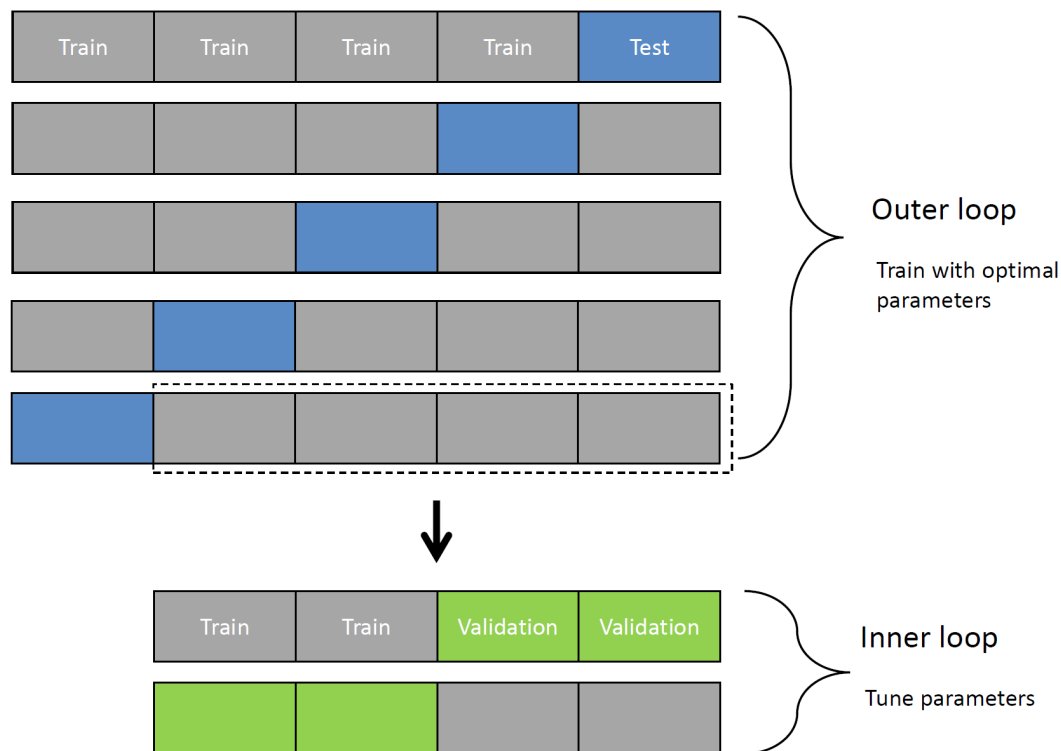 Train Train Train Train Test
Outer loop
Train with optimal
parameters
Train Train Validation Validation
Inner loop
Tune parameters